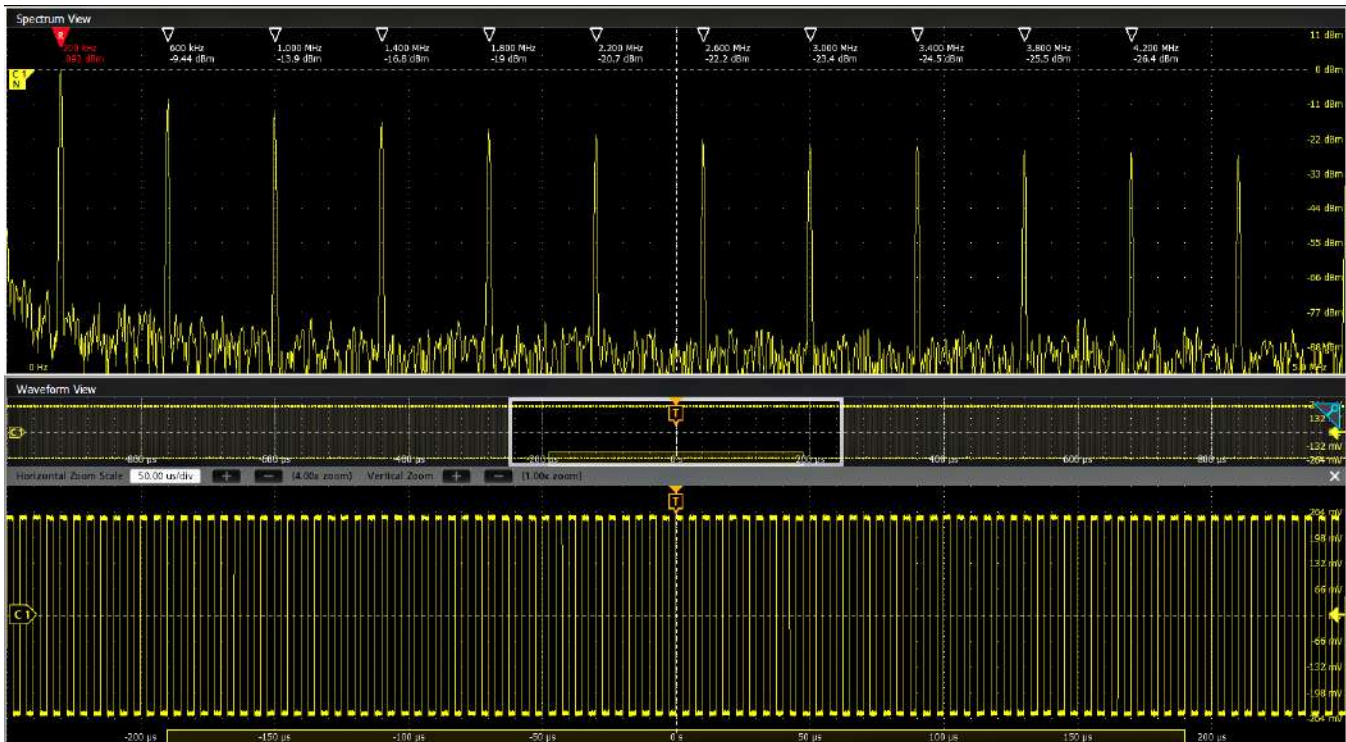 Spectrum View
R
200 kHz 600 kHz 1.000 MHz 1.400 MHz 1.800 MHz 2.200 MHz 2.600 MHz 3.000 MHz 3.400 MHz 3.800 MHz 4.200 MHz
-9.44 dBm -13.9 dBm -16.8 dBm -19 dBm -20.7 dBm -22.2 dBm -23.4 dBm -24.5 dBm -25.5 dBm -26.4 dBm
11 dBm
0 dBm
C 1
N
-11 dBm
-22 dBm
-33 dBm
-44 dBm
-55 dBm
-66 dBm
-77 dBm
-88 dBm
0 Hz
Waveform View
T
132
C1
-132 mV
-264 mV
-800 µs -600 µs -400 µs -200 µs 0 s 200 µs 400 µs 600 µs 800 µs
Horizontal Zoom Scale 50.00 us/div + - (4.00x zoom) Vertical Zoom + - (1.00x zoom)
T
264 mV
198 mV
132 mV
66 mV
C 1
-66 mV
-132 mV
-198 mV
-264 mV
-200 µs -150 µs -100 µs -50 µs 0 s 50 µs 100 µs 150 µs 200 µs